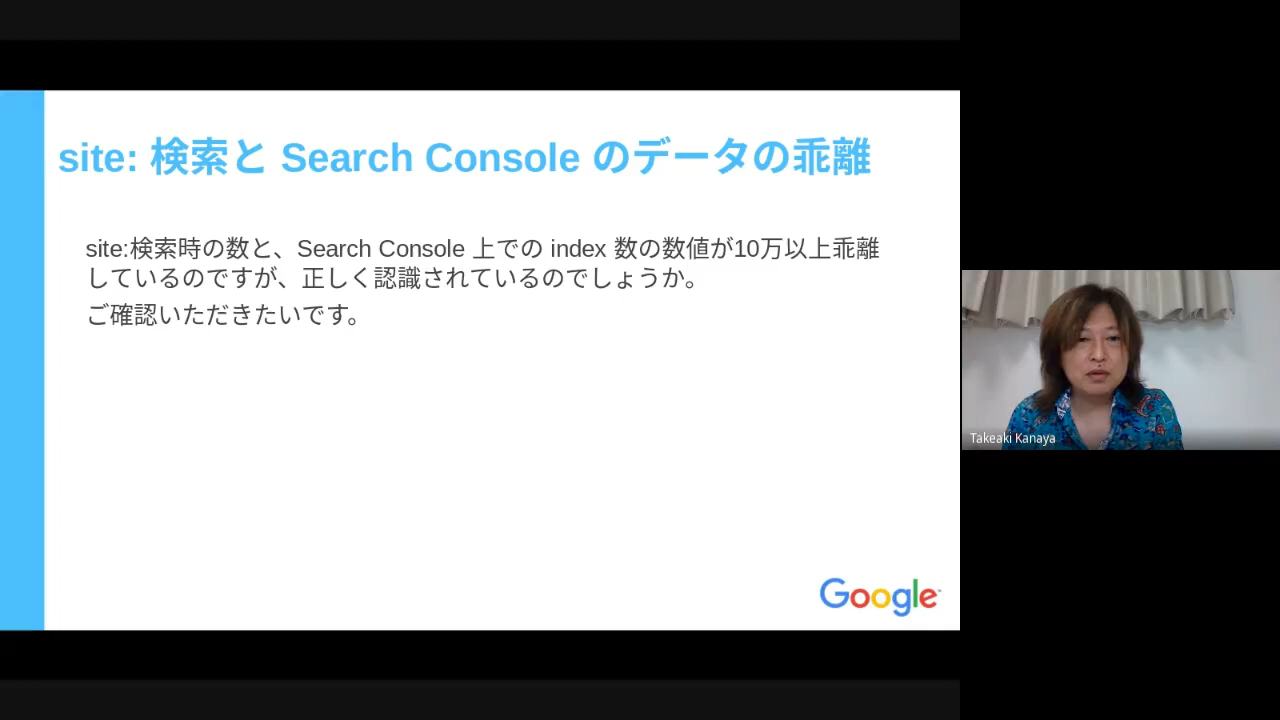 site: 検索と Search Console のデータの乖離
site:検索時の数と、Search Console 上での index 数の数値が10万以上乖離
しているのですが、正しく認識されているのでしょうか。
ご確認いただきたいです。
Takeaki Kanaya
Google